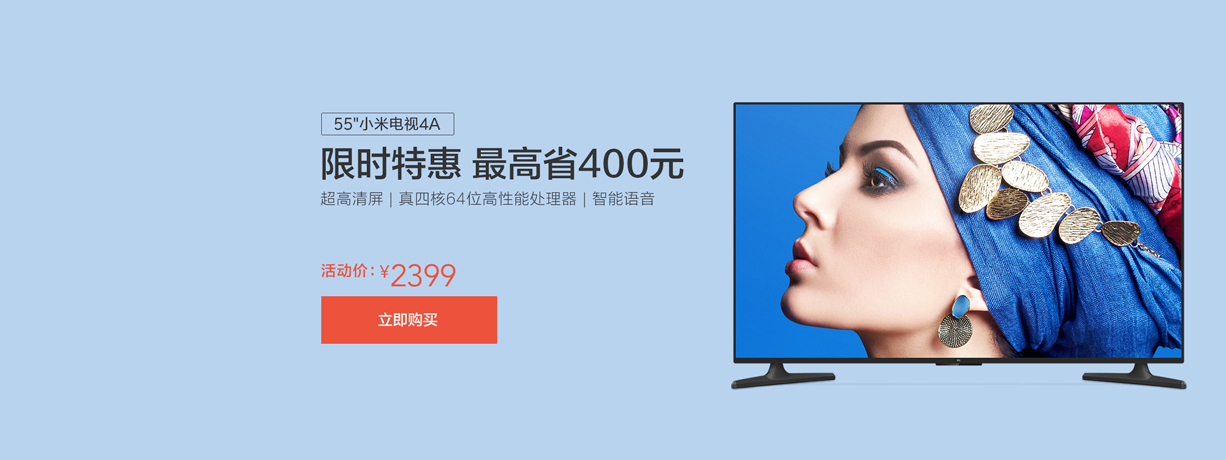 55"小米电视4A
限时特惠 最高省400元
超高清屏｜真四核64位高性能处理器｜智能语音
活动价：¥2399
立即购买